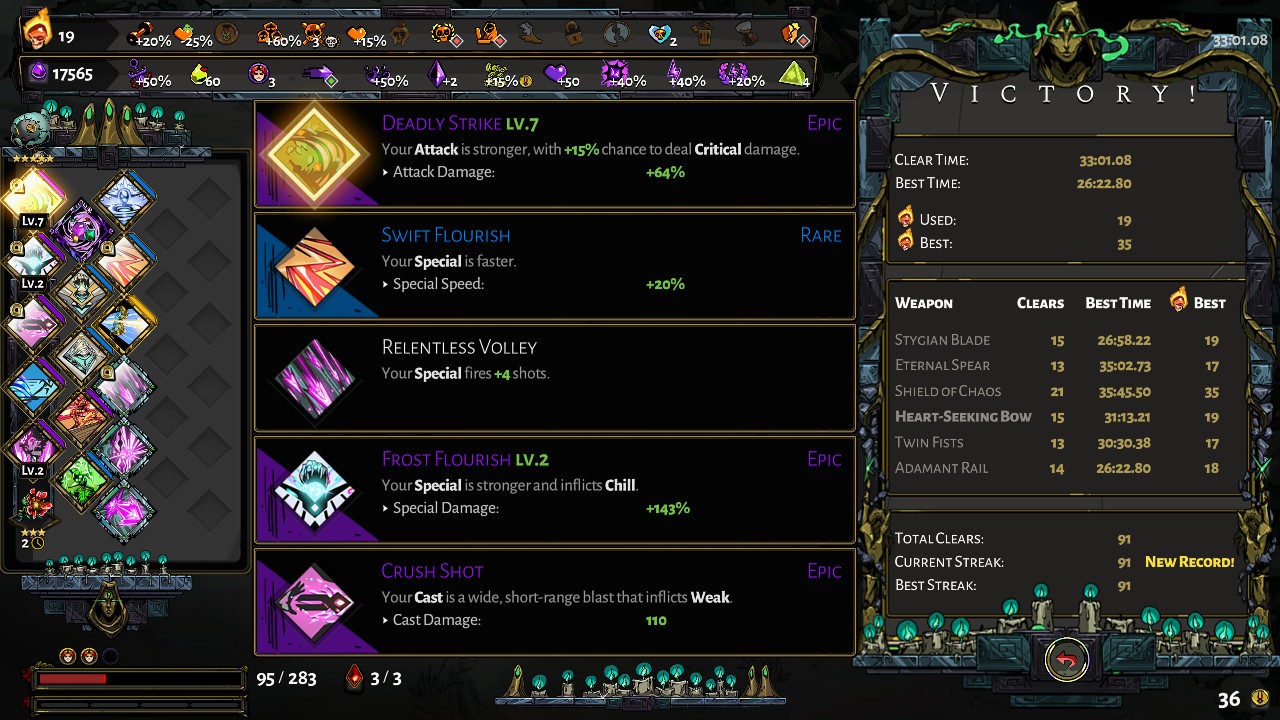 19
+20%
-25%
+60%
3
+15%
2
17565
+50%
60
3
+50%
+2
+15%
+50
+40%
+40%
+20%
4
Lv.7
Lv.2
Lv.2
2
DEADLY STRIKE LV.7 EPIC
Your Attack is stronger, with +15% chance to deal Critical damage.
Attack Damage: +64%
SWIFT FLOURISH RARE
Your Special is faster.
Special Speed: +20%
RELENTLESS VOLLEY
Your Special fires +4 shots.
FROST FLOURISH LV.2 EPIC
Your Special is stronger and inflicts Chill.
Special Damage: +143%
CRUSH SHOT EPIC
Your Cast is a wide, short-range blast that inflicts Weak.
Cast Damage: 110
95 / 283
3 / 3
33:01.08
VICTORY!
CLEAR TIME: 33:01.08
BEST TIME: 26:22.80
USED: 19
BEST: 35
WEAPON CLEARS BEST TIME BEST
STYGIAN BLADE 15 26:58.22 19
ETERNAL SPEAR 13 35:02.73 17
SHIELD OF CHAOS 21 35:45.50 35
HEART-SEEKING BOW 15 31:13.21 19
TWIN FISTS 13 30:30.38 17
ADAMANT RAIL 14 26:22.80 18
TOTAL CLEARS: 91
CURRENT STREAK: 91 NEW RECORD!
BEST STREAK: 91
36